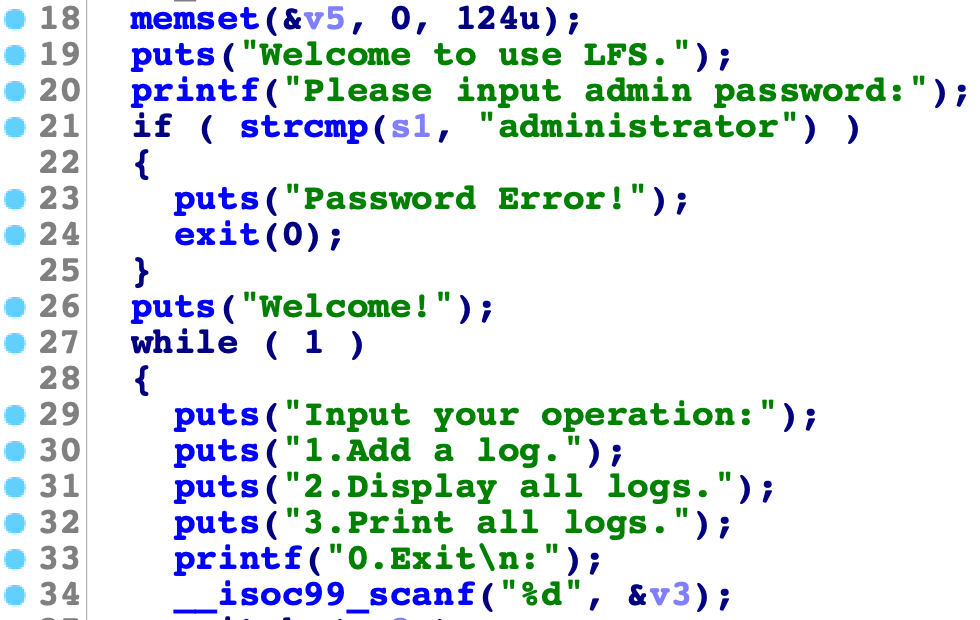 18 memset(&v5, 0, 124u);
19 puts("Welcome to use LFS.");
20 printf("Please input admin password:");
21 if ( strcmp(s1, "administrator") )
22 {
23 puts("Password Error!");
24 exit(0);
25 }
26 puts("Welcome!");
27 while ( 1 )
28 {
29 puts("Input your operation:");
30 puts("1.Add a log.");
31 puts("2.Display all logs.");
32 puts("3.Print all logs.");
33 printf("0.Exit\n:");
34 __isoc99_scanf("%d", &v3);